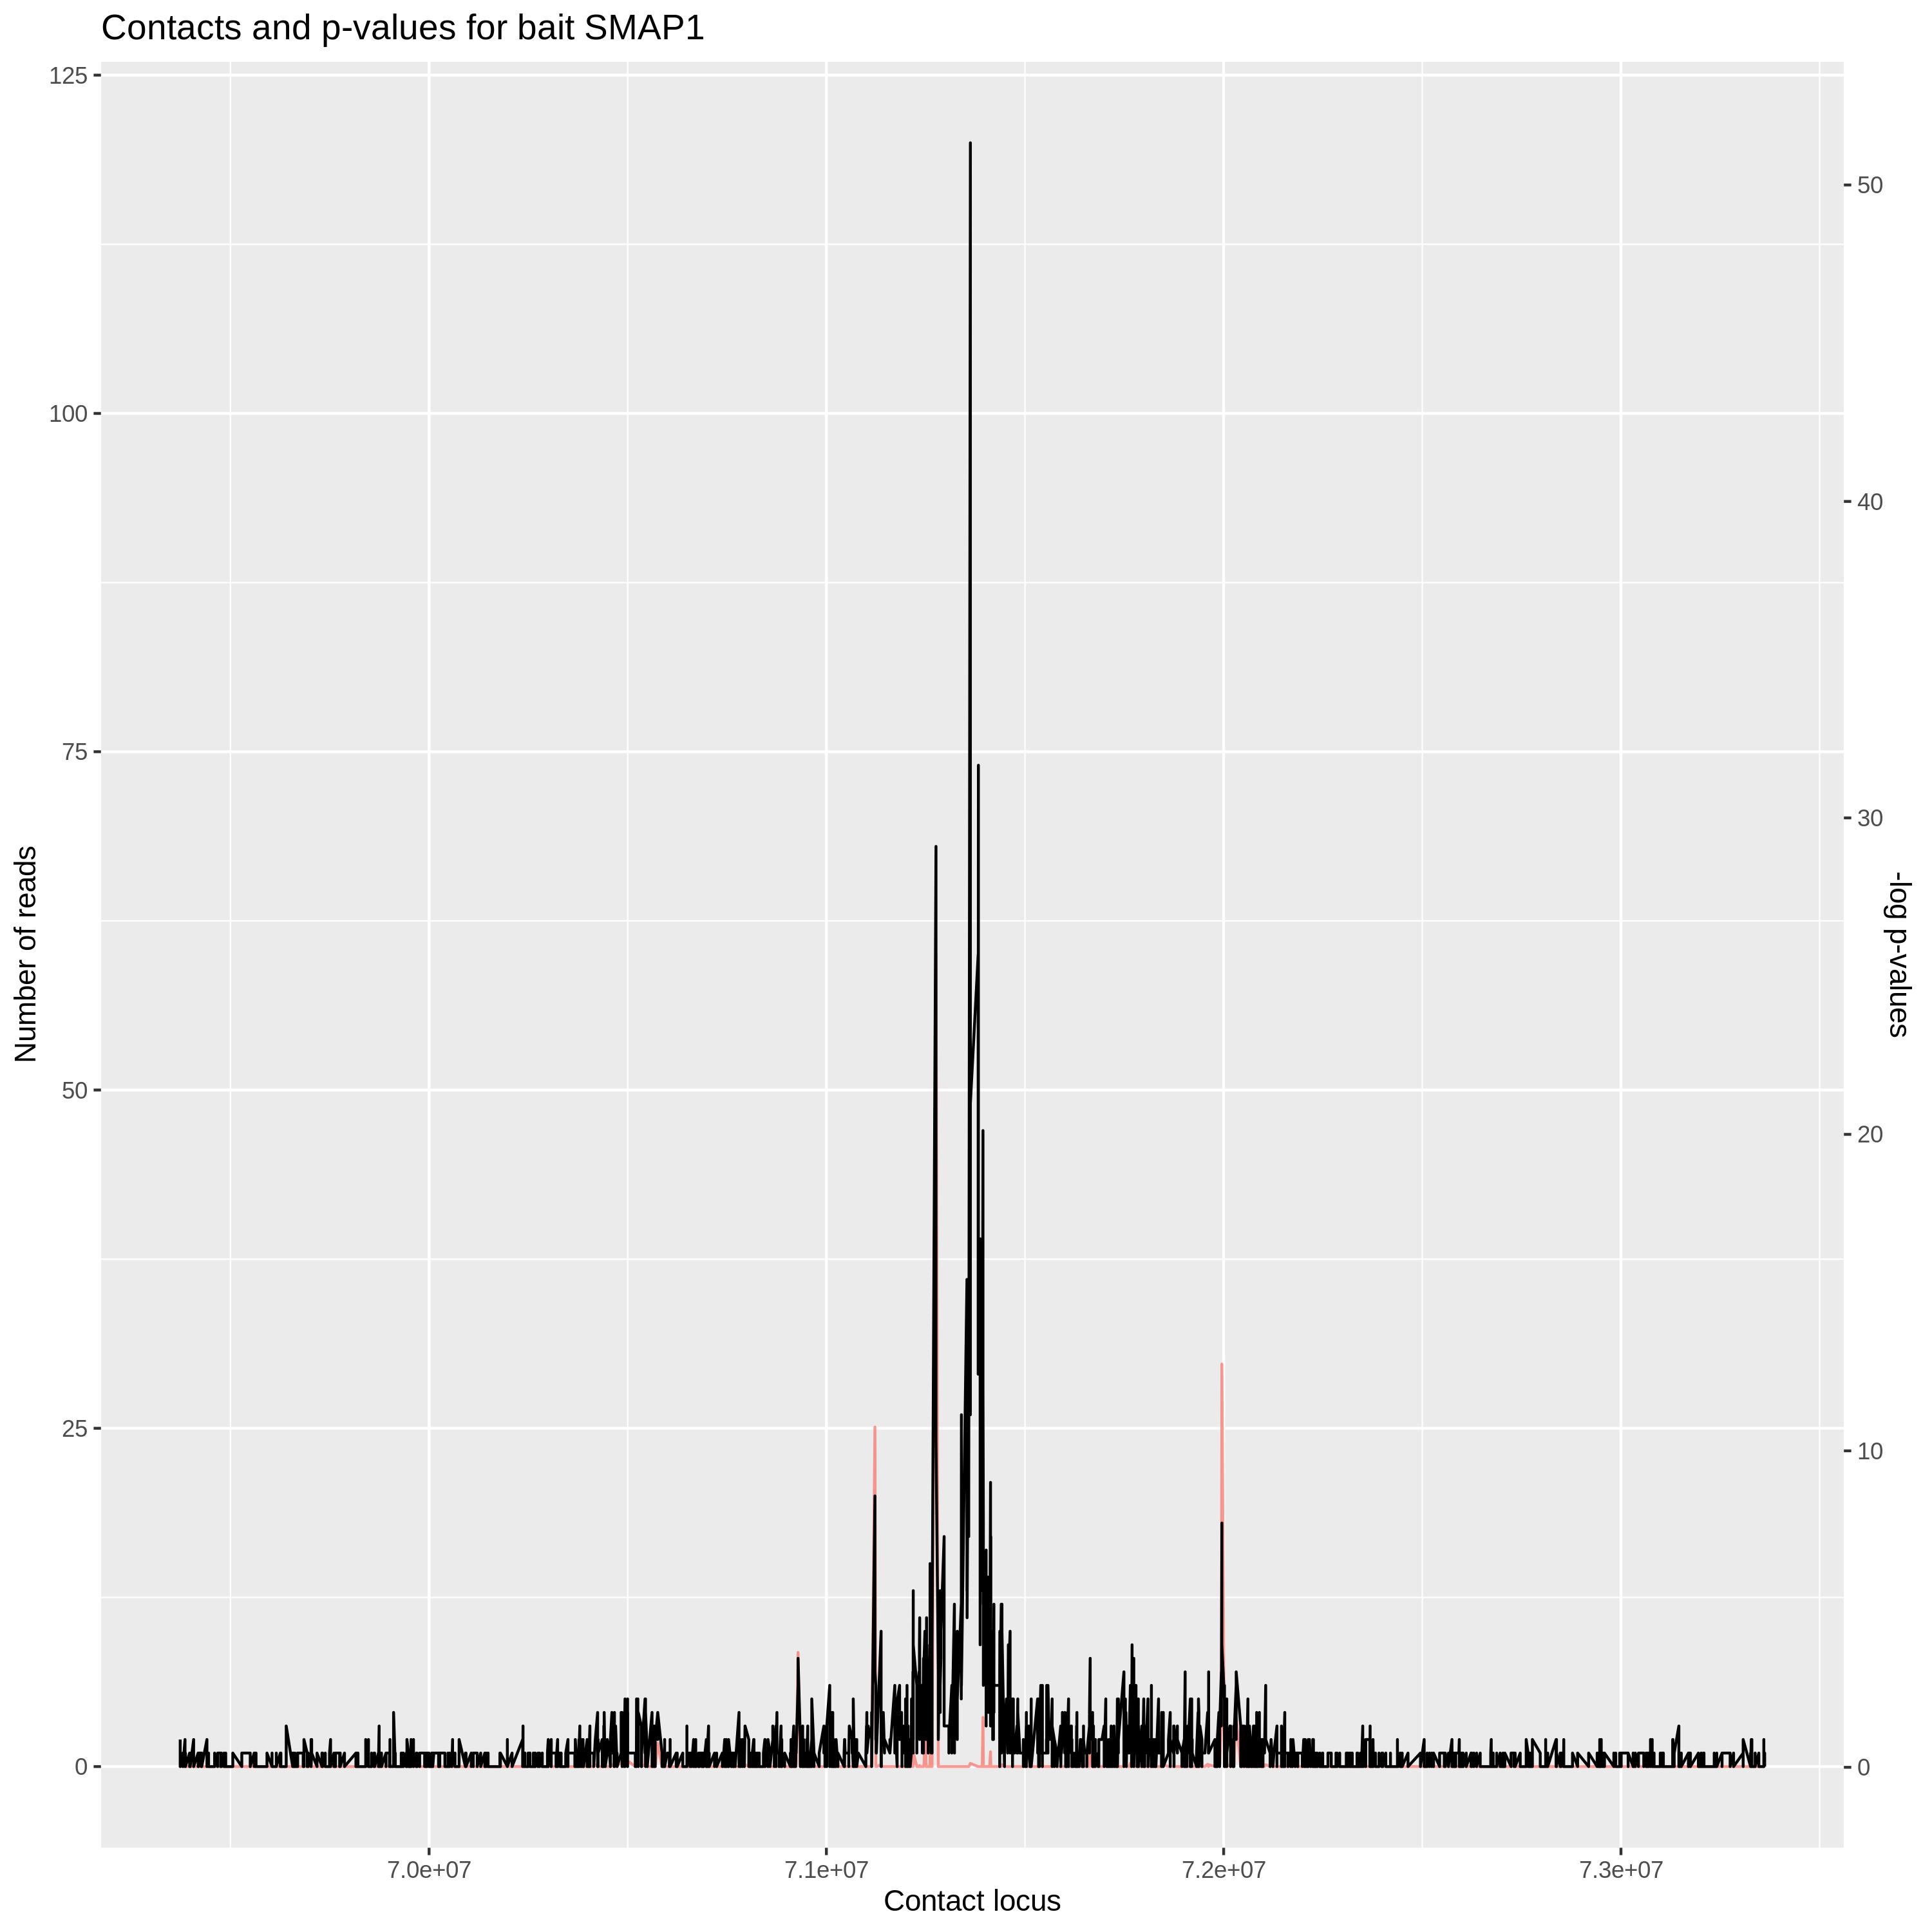 Contacts and p-values for bait SMAP1
125
100
75
50
25
0
Number of reads
50
40
30
20
10
0
-log p-values
7.0e+07
7.1e+07
7.2e+07
7.3e+07
Contact locus